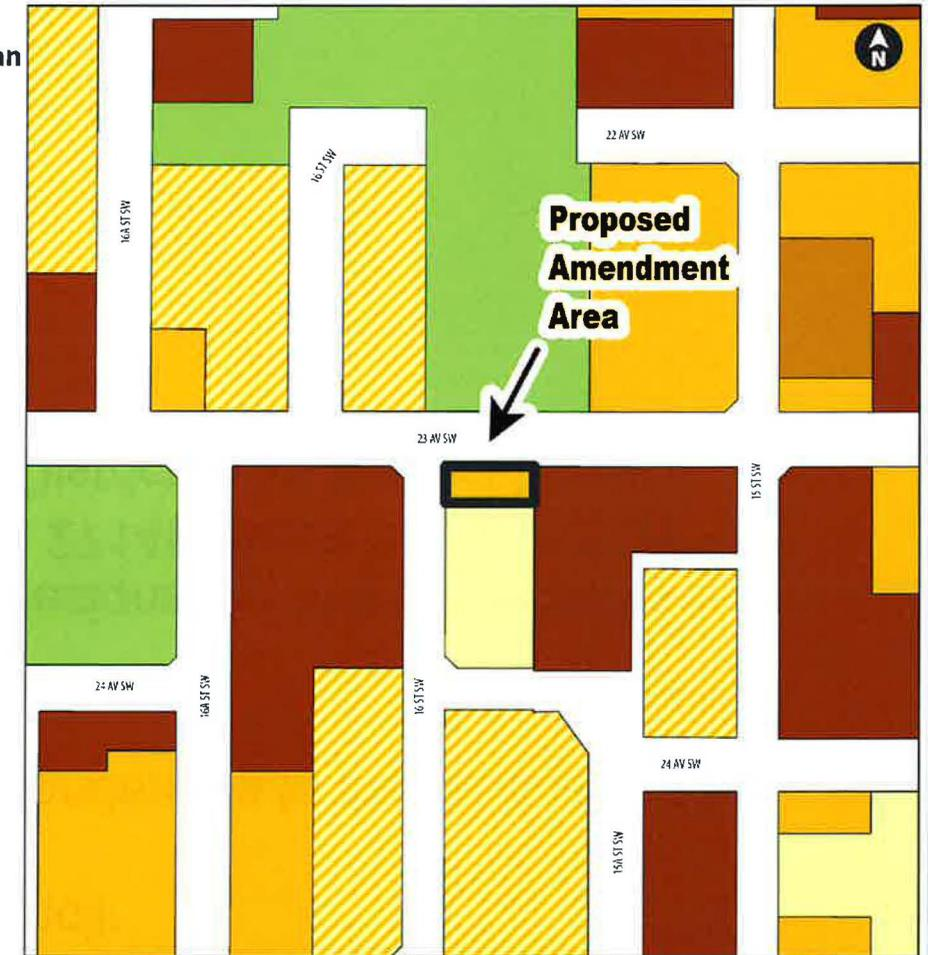 an
N
22 AV SW
16 ST SW
16A ST SW
Proposed
Amendment
Area
23 AV SW
15 ST SW
24 AV SW
16A ST SW
16 ST SW
24 AV SW
15A ST SW